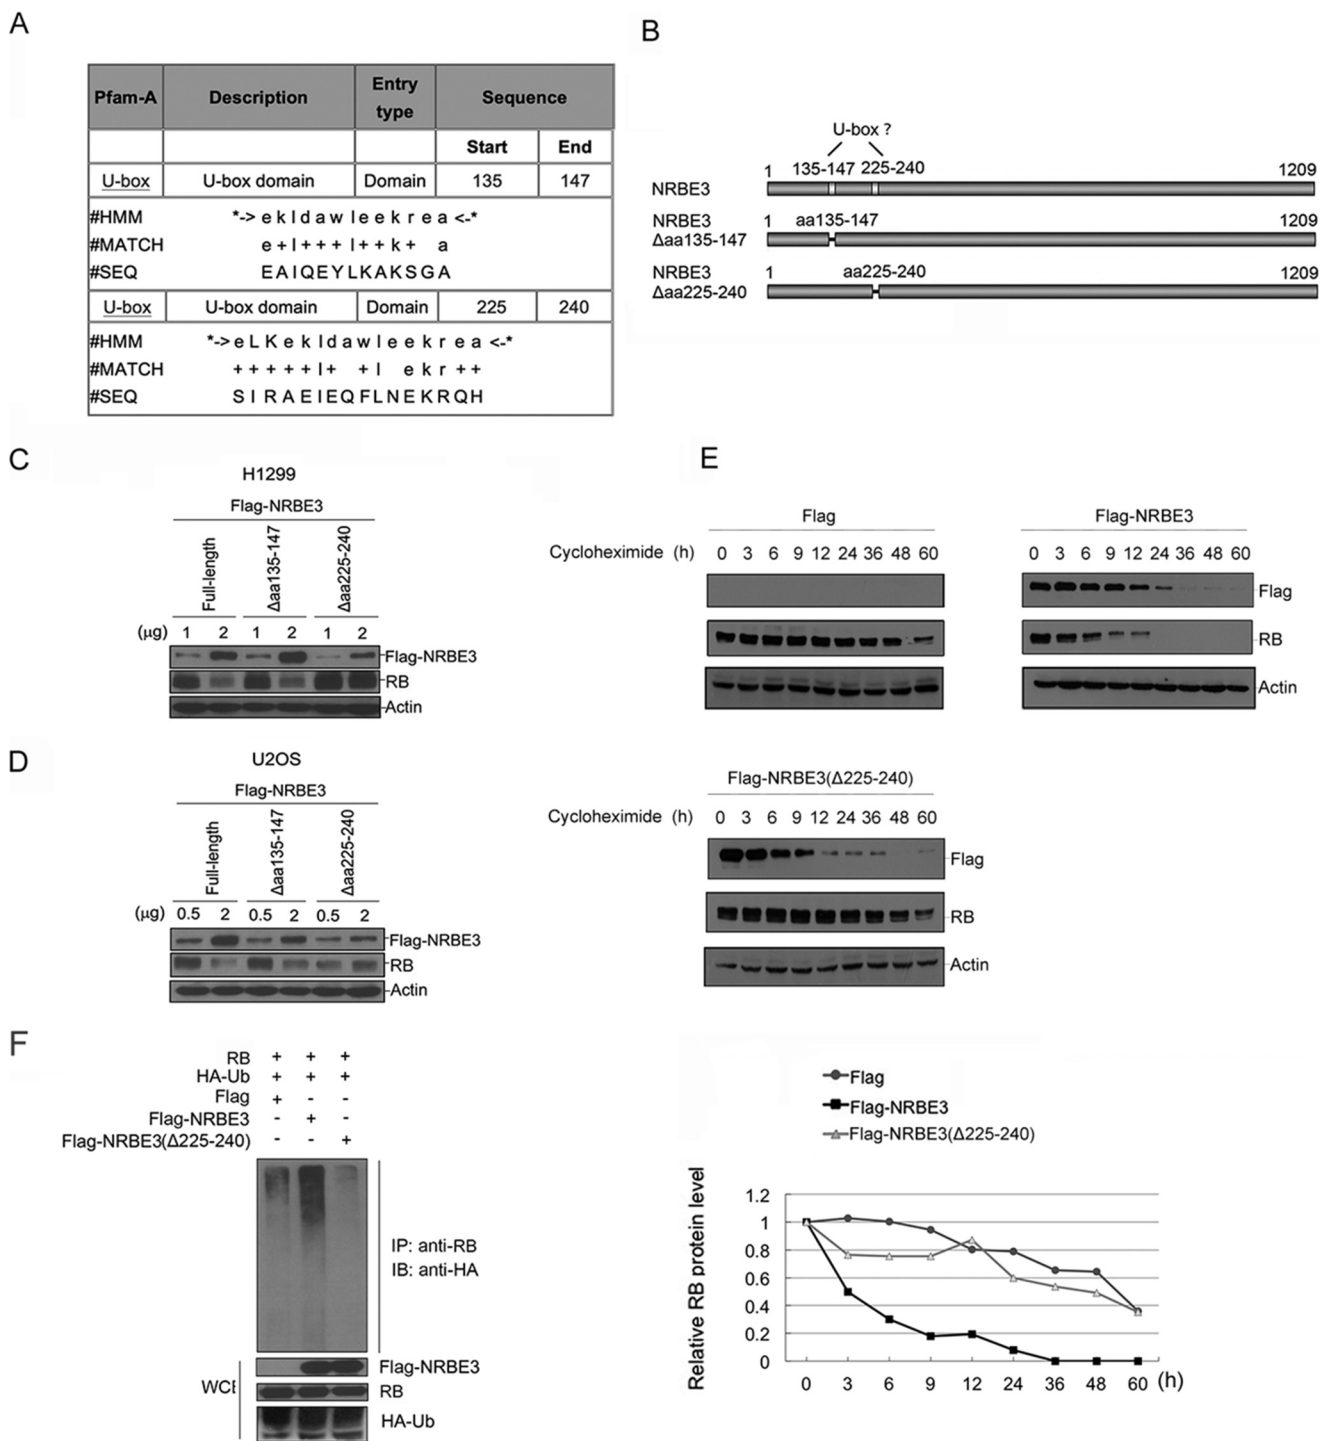 A
Pfam-A Description Entry type Sequence
Start End
U-box U-box domain Domain 135 147
#HMM *-> e k l d a w l e e k r e a <-*
#MATCH e + l + + + l + + k + a
#SEQ E A I Q E Y L K A K S G A
U-box U-box domain Domain 225 240
#HMM *-> e L K e k l d a w l e e k r e a <-*
#MATCH + + + + + l + + l e k r + +
#SEQ S I R A E I E Q F L N E K R Q H
B
U-box ?
1 135-147 225-240 1209
NRBE3
NRBE3 1 aa135-147 1209
Δaa135-147
NRBE3 1 aa225-240 1209
Δaa225-240
C
H1299
Flag-NRBE3
Full-length Δaa135-147 Δaa225-240
(μg) 1 2 1 2 1 2
Flag-NRBE3
RB
Actin
D
U2OS
Flag-NRBE3
Full-length Δaa135-147 Δaa225-240
(μg) 0.5 2 0.5 2 0.5 2
Flag-NRBE3
RB
Actin
E
Flag
Cycloheximide (h) 0 3 6 9 12 24 36 48 60
Flag-NRBE3
0 3 6 9 12 24 36 48 60
Flag
RB
Actin
Flag-NRBE3(Δ225-240)
Cycloheximide (h) 0 3 6 9 12 24 36 48 60
Flag
RB
Actin
F
RB + + +
HA-Ub + + +
Flag + - -
Flag-NRBE3 - + -
Flag-NRBE3(Δ225-240) - - +
IP: anti-RB
IB: anti-HA
WCE
Flag-NRBE3
RB
HA-Ub
Flag
Flag-NRBE3
Flag-NRBE3(Δ225-240)
Relative RB protein level
1.2
1
0.8
0.6
0.4
0.2
0
0 3 6 9 12 24 36 48 60 (h)